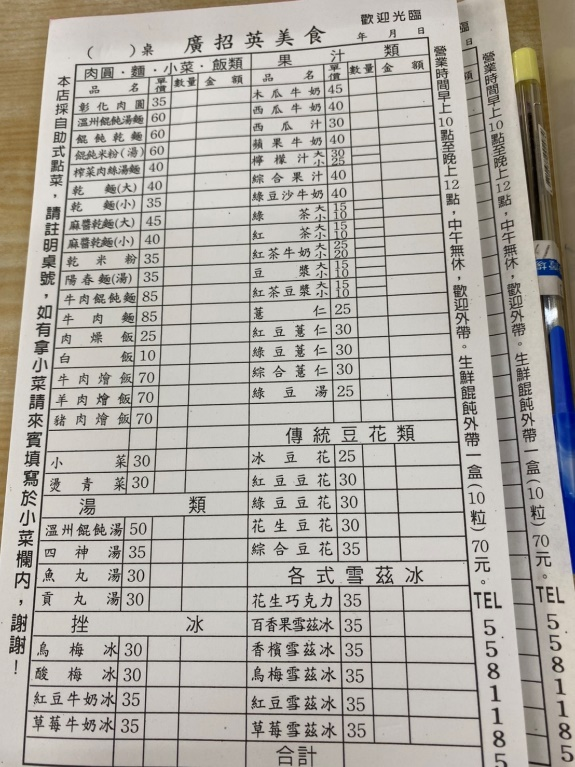 歡迎光臨
( )桌 廣招英美食 年 月 日
肉圓·麵·小菜·飯類
品名 單價 數量 金額
彰化肉圓 35
溫州餛飩湯麵 60
餛飩乾麵 60
餛飩米粉(湯) 60
榨菜肉絲湯麵 40
乾麵(大) 40
乾麵(小) 35
麻醬乾麵(大) 45
麻醬乾麵(小) 40
乾米粉 35
陽春麵(湯) 35
牛肉餛飩麵 85
牛肉麵 85
肉燥飯 25
白飯 10
牛肉燴飯 70
羊肉燴飯 70
豬肉燴飯 70
小菜 30
燙青菜 30
湯類
溫州餛飩湯 50
四神湯 35
魚丸湯 30
貢丸湯 30
挫冰
烏梅冰 30
酸梅冰 30
紅豆牛奶冰 35
草莓牛奶冰 35
果汁類
品名 單價 數量 金額
木瓜牛奶 45
西瓜牛奶 40
西瓜汁 30
蘋果牛奶 40
檸檬汁 大 30 小 25
綜合果汁 40
綠豆沙牛奶 40
綠茶 大 15 小 10
紅茶 大 15 小 10
紅茶牛奶 大 25 小 20
豆漿 大 15 小 10
紅茶豆漿 大 15 小 10
薏仁 25
紅豆薏仁 30
綠豆薏仁 30
綜合薏仁 30
綠豆湯 25
傳統豆花類
冰豆花 25
紅豆豆花 30
綠豆豆花 30
花生豆花 30
綜合豆花 35
各式雪茲冰
花生巧克力 35
百香果雪茲冰 35
香檳雪茲冰 35
烏梅雪茲冰 35
紅豆雪茲冰 35
草莓雪茲冰 35
合計
本店採自助式點菜，請註明桌號，如有拿小菜請來賓填寫於小菜欄內，謝謝！
營業時間早上10點至晚上12點，中午無休，歡迎外帶。生鮮餛飩外帶一盒(10粒)70元。TEL 5581185
日
額
營業時間早上10點至晚上12點，中午無休，歡迎外帶。生鮮餛飩外帶一盒(10粒)70元。TEL 5581185